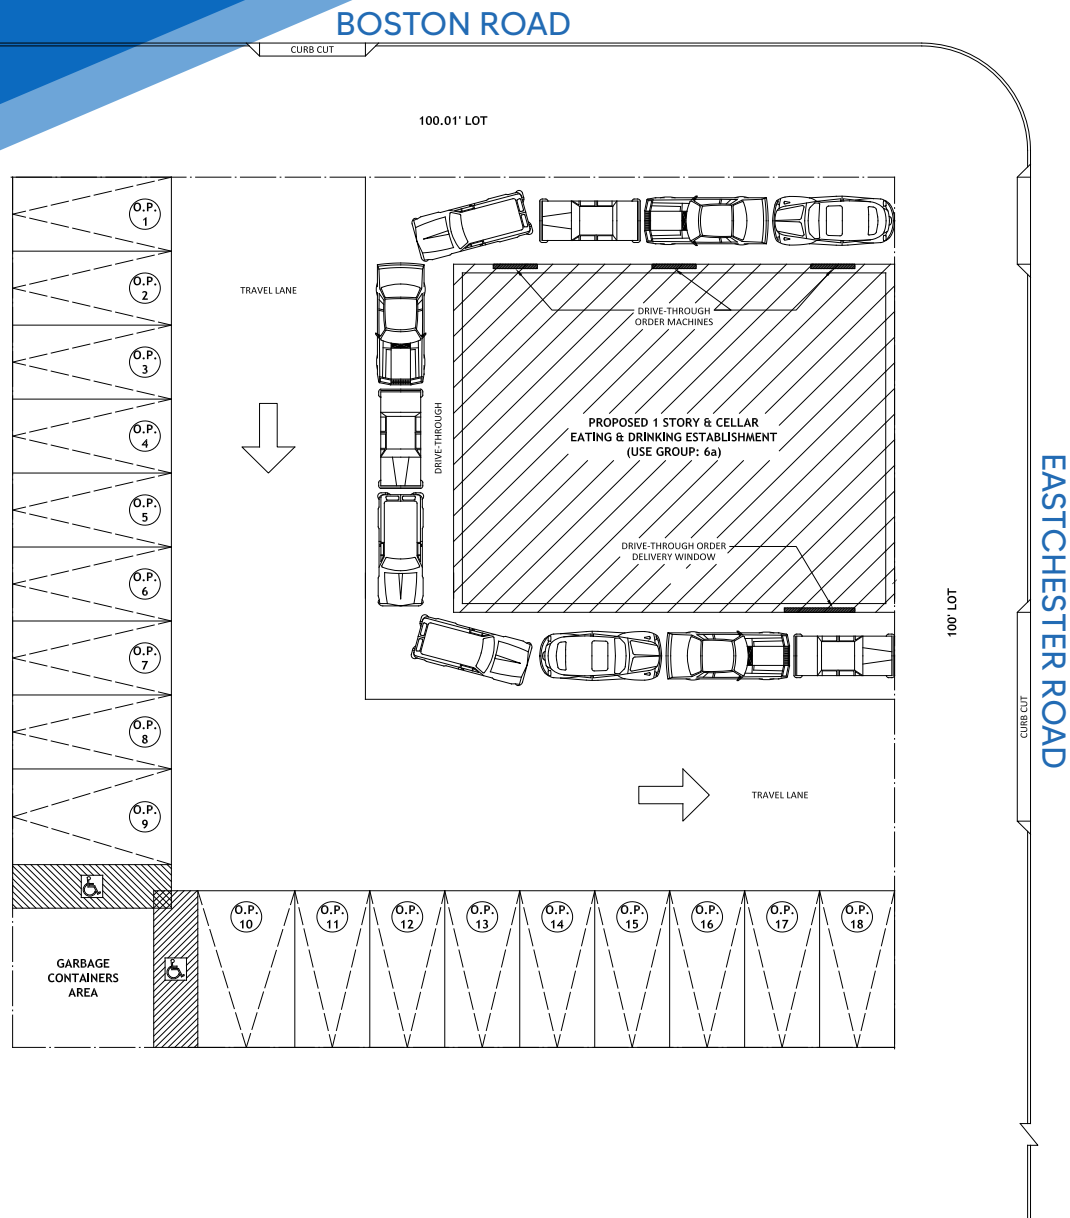 BOSTON ROAD
CURB CUT
100.01' LOT
O.P.
1
O.P.
2
O.P.
3
O.P.
4
O.P.
5
O.P.
6
O.P.
7
O.P.
8
O.P.
9
TRAVEL LANE
DRIVE-THROUGH
ORDER MACHINES
DRIVE-THROUGH
PROPOSED 1 STORY & CELLAR
EATING & DRINKING ESTABLISHMENT
(USE GROUP: 6a)
DRIVE-THROUGH ORDER
DELIVERY WINDOW
100' LOT
EASTCHESTER ROAD
CURB CUT
TRAVEL LANE
O.P.
10
O.P.
11
O.P.
12
O.P.
13
O.P.
14
O.P.
15
O.P.
16
O.P.
17
O.P.
18
GARBAGE
CONTAINERS
AREA